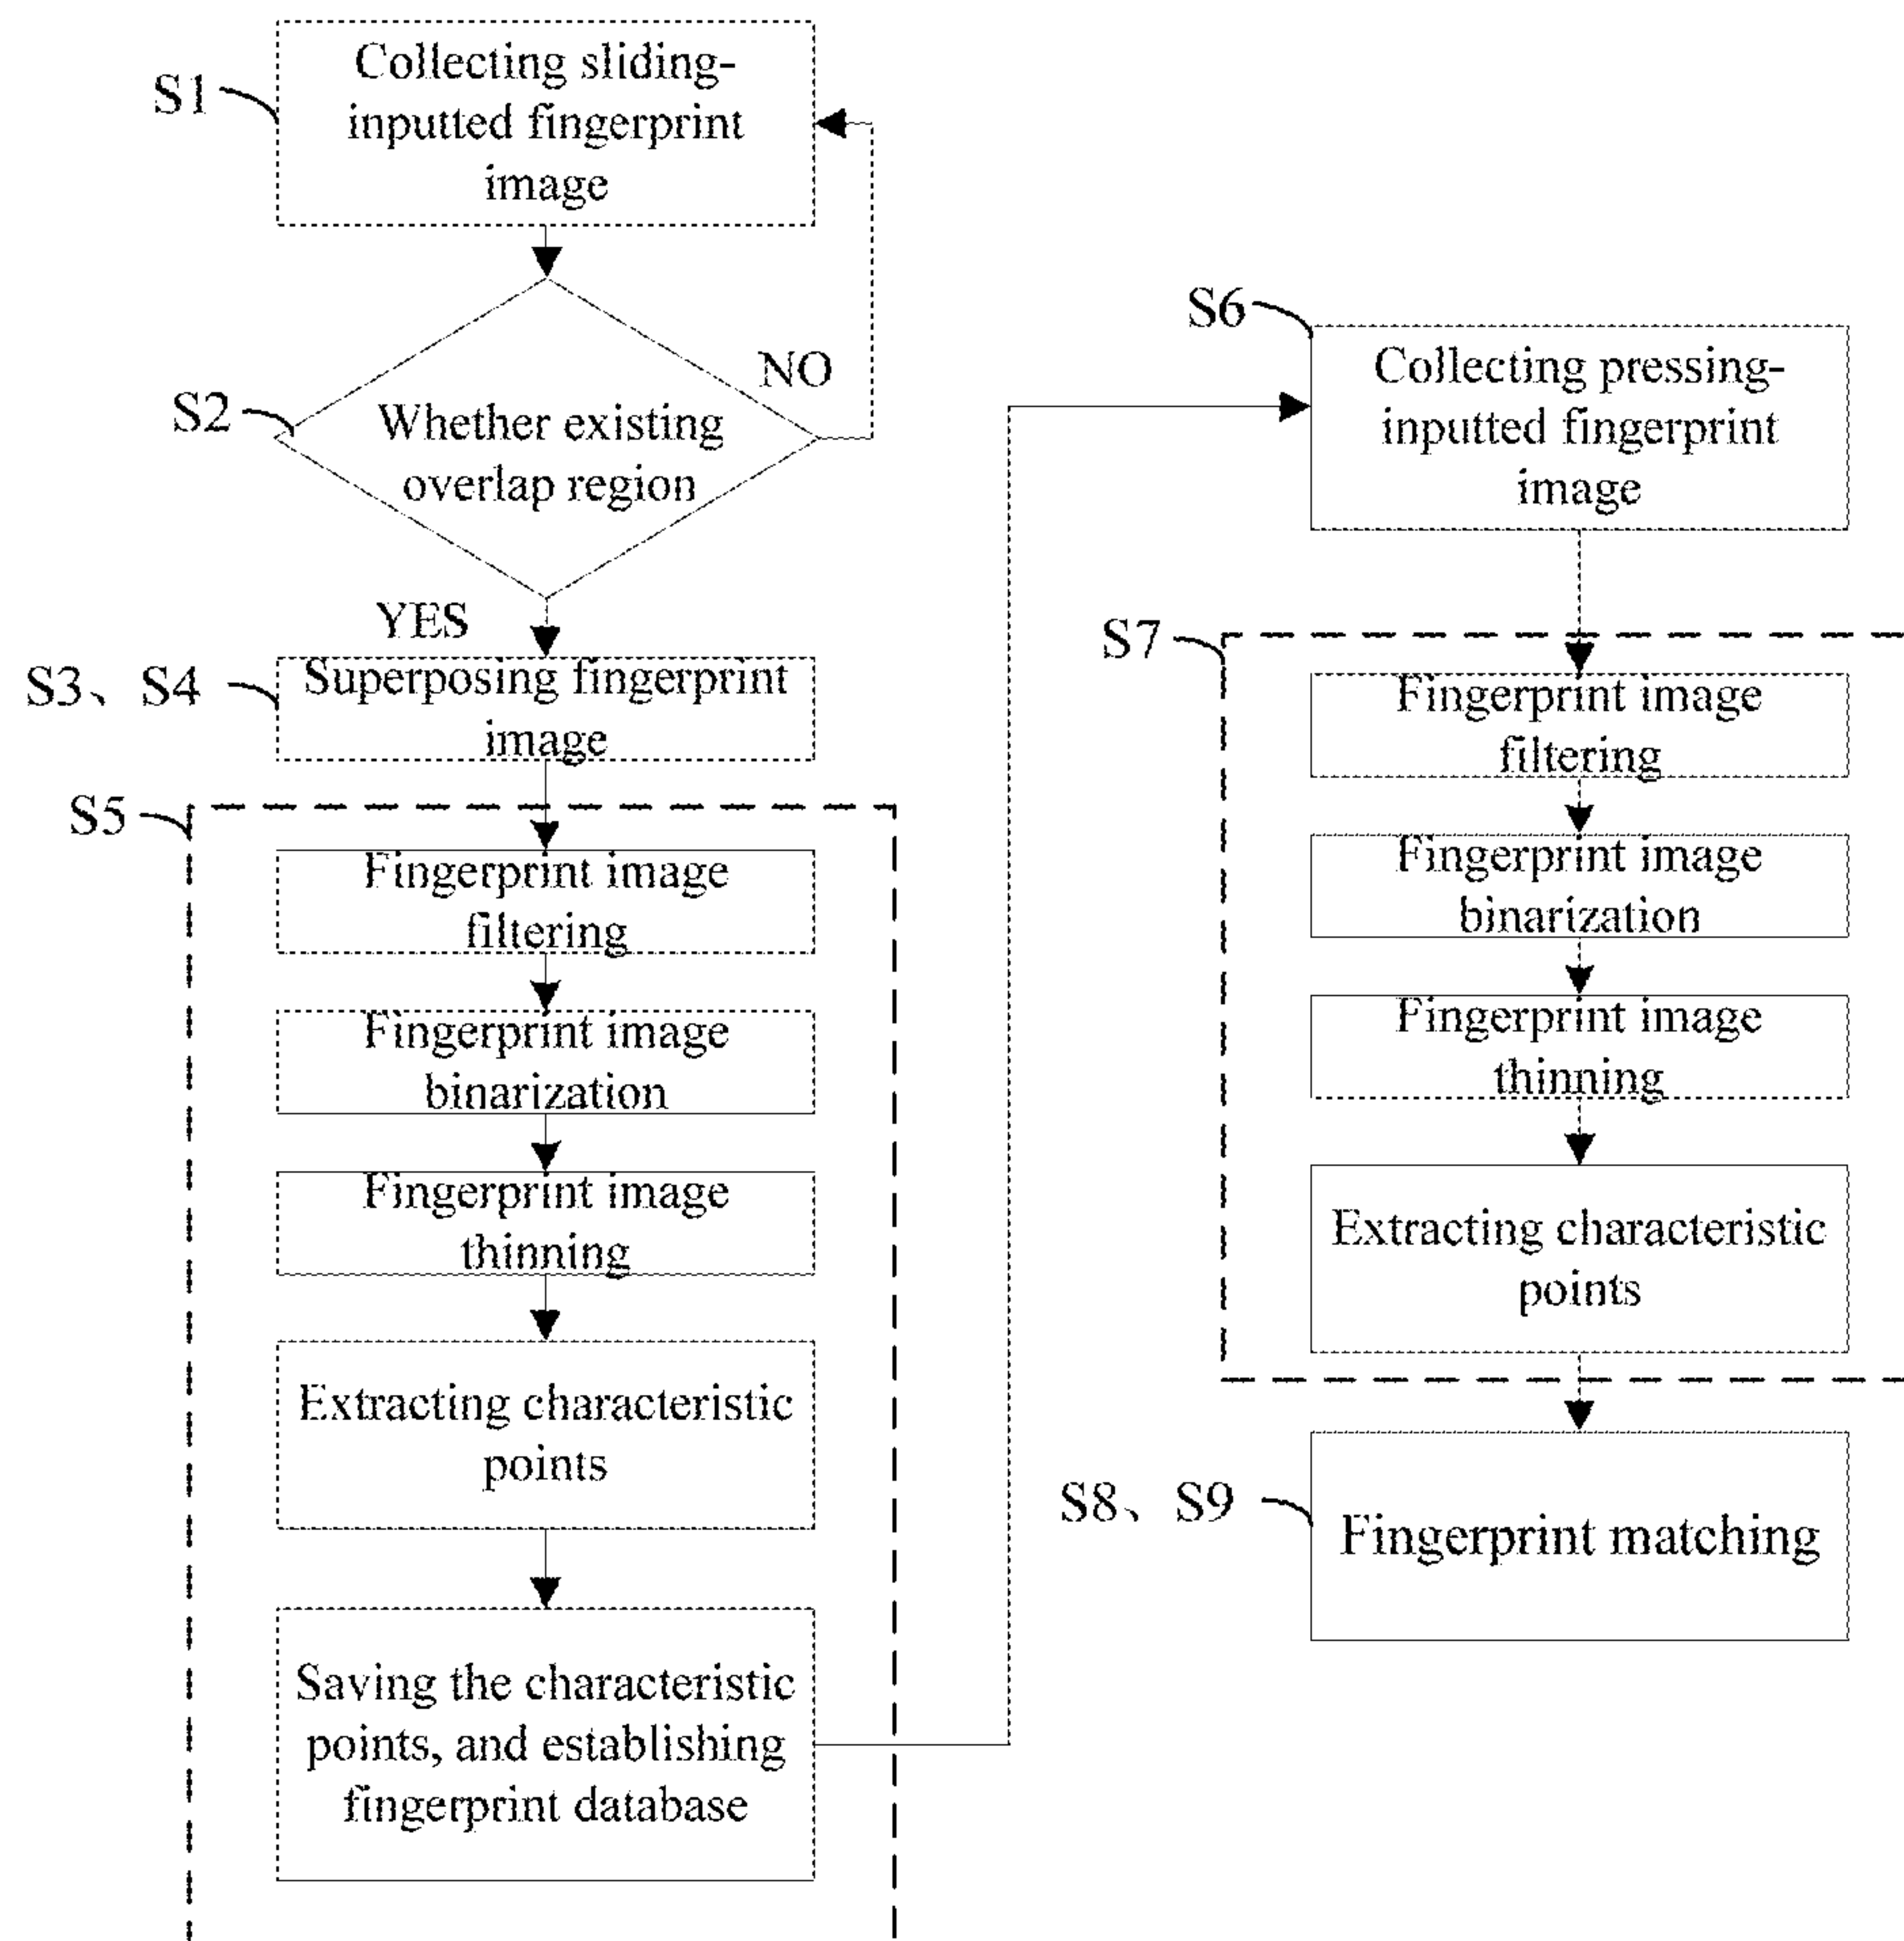 S1
Collecting sliding-
inputted fingerprint
image
NO
S2
Whether existing
overlap region
YES
S3、S4
Superposing fingerprint
image
S5
Fingerprint image
filtering
Fingerprint image
binarization
Fingerprint image
thinning
Extracting characteristic
points
Saving the characteristic
points, and establishing
fingerprint database
S6
Collecting pressing-
inputted fingerprint
image
S7
Fingerprint image
filtering
Fingerprint image
binarization
Fingerprint image
thinning
Extracting characteristic
points
S8、S9
Fingerprint matching